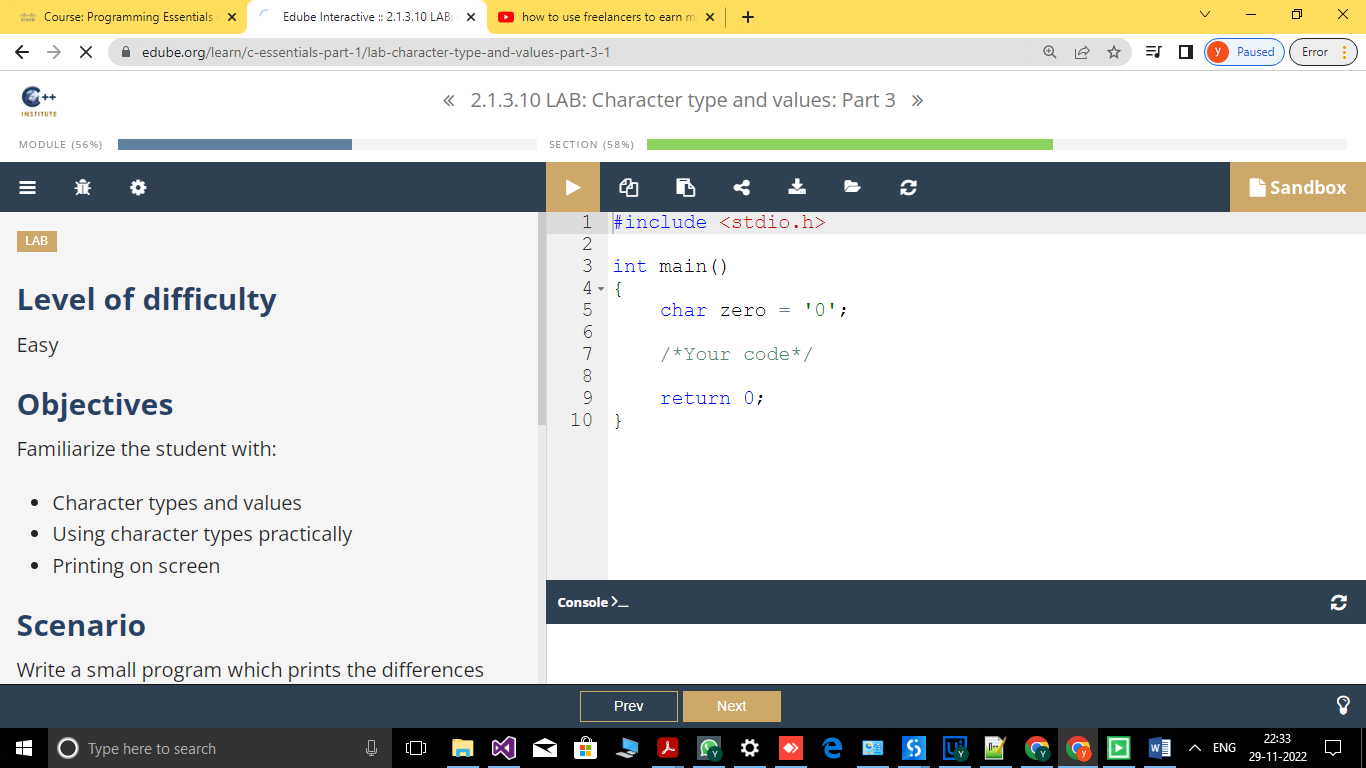 Course: Programming Essentials
Edube Interactive :: 2.1.3.10 LAB:
how to use freelancers to earn m
edube.org/learn/c-essentials-part-1/lab-character-type-and-values-part-3-1
y
Paused
Error
C++
INSTITUTE
« 2.1.3.10 LAB: Character type and values: Part 3 »
MODULE (56%)
SECTION (58%)
Sandbox
LAB
Level of difficulty
Easy
Objectives
Familiarize the student with:
• Character types and values
• Using character types practically
• Printing on screen
Scenario
Write a small program which prints the differences
1 #include <stdio.h>
2
3 int main()
4 {
5 char zero = '0';
6
7 /*Your code*/
8
9 return 0;
10 }
Console >_
Prev
Next
Type here to search
ENG
22:33
29-11-2022